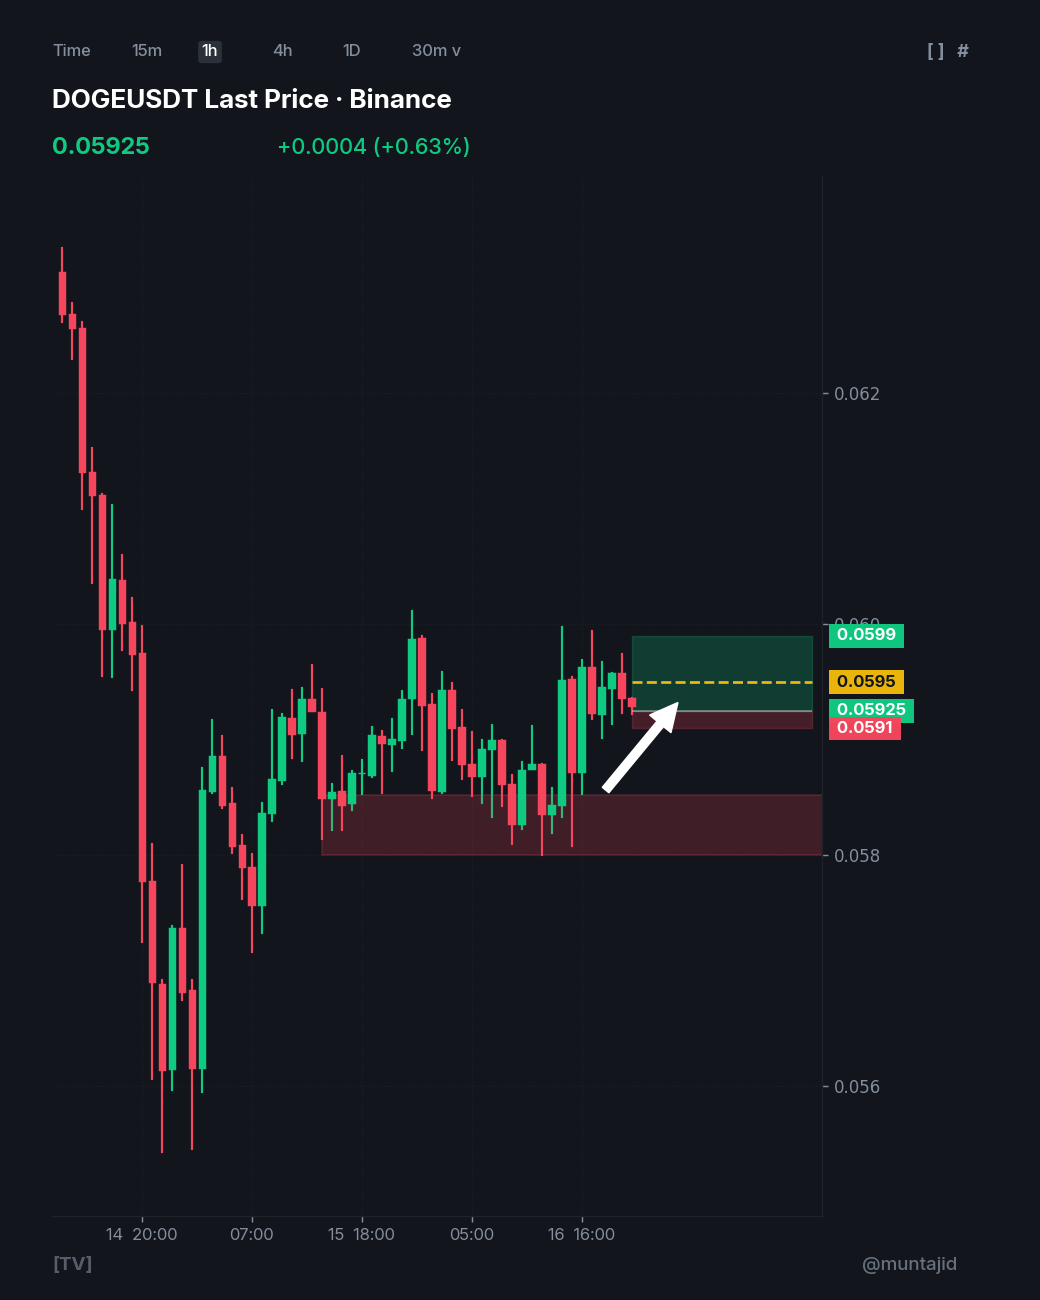 Time 15m 1h 4h 1D 30m v [ ] #
DOGEUSDT Last Price · Binance
0.05925 +0.0004 (+0.63%)
0.062
0.060
0.0599
0.0595
0.05925
0.0591
0.058
0.056
14 20:00 07:00 15 18:00 05:00 16 16:00
[TV] @muntajid